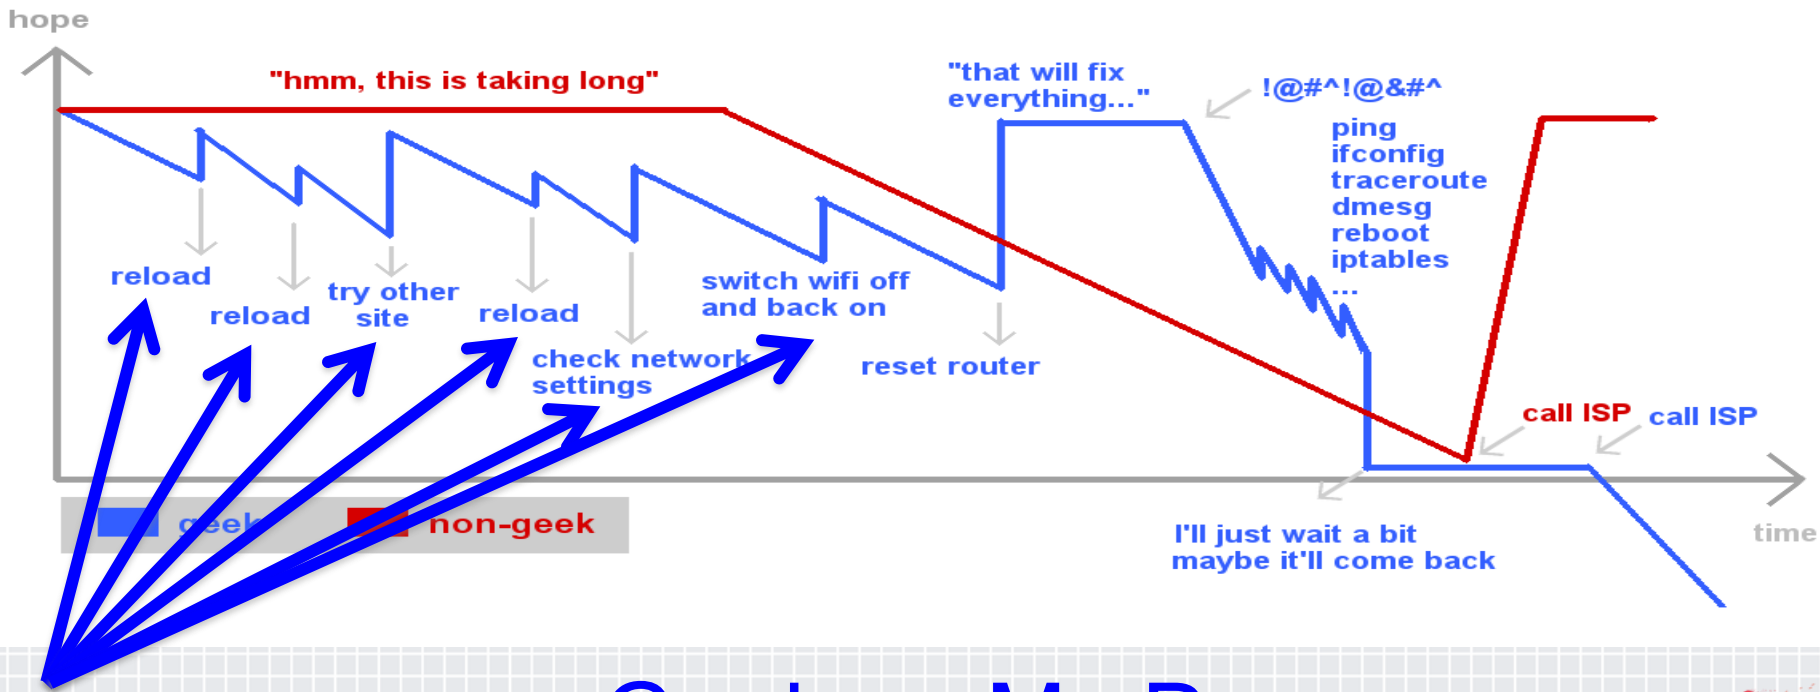 hope
"hmm, this is taking long"
"that will fix
everything..."
!@#^!@&#^
ping
ifconfig
traceroute
dmesg
reboot
iptables
...
reload
reload
try other
site
reload
check network
settings
switch wifi off
and back on
reset router
call ISP
call ISP
geek
non-geek
I'll just wait a bit
maybe it'll come back
time